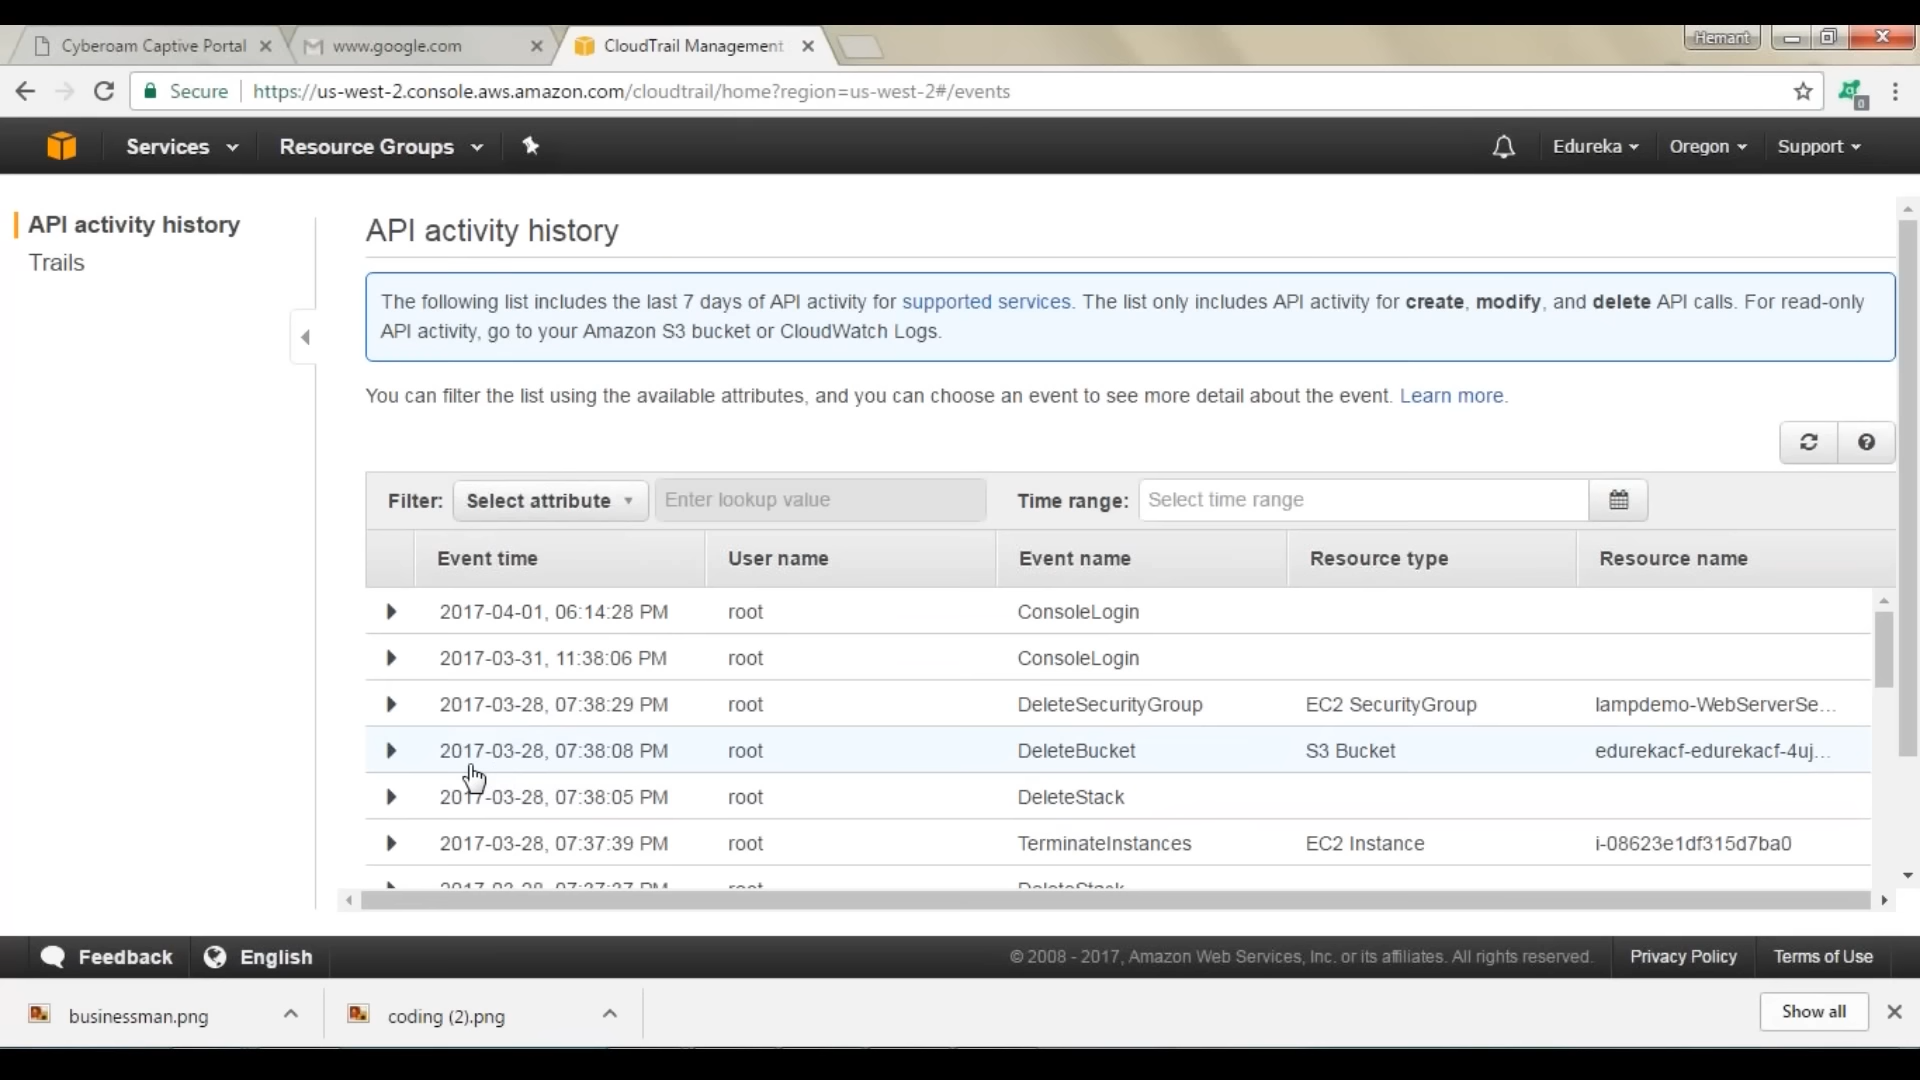 Cyberoam Captive Portal
www.google.com
CloudTrail Management
Hemant
Secure
https://us-west-2.console.aws.amazon.com/cloudtrail/home?region=us-west-2#/events
0
Services
Resource Groups
Edureka
Oregon
Support
API activity history
Trails
API activity history
The following list includes the last 7 days of API activity for supported services. The list only includes API activity for create, modify, and delete API calls. For read-only
API activity, go to your Amazon S3 bucket or CloudWatch Logs.
You can filter the list using the available attributes, and you can choose an event to see more detail about the event. Learn more.
Filter: Select attribute Enter lookup value Time range: Select time range
Event time User name Event name Resource type Resource name
2017-04-01, 06:14:28 PM root ConsoleLogin
2017-03-31, 11:38:06 PM root ConsoleLogin
2017-03-28, 07:38:29 PM root DeleteSecurityGroup EC2 SecurityGroup lampdemo-WebServerSe...
2017-03-28, 07:38:08 PM root DeleteBucket S3 Bucket edurekacf-edurekacf-4uj...
2017-03-28, 07:38:05 PM root DeleteStack
2017-03-28, 07:37:39 PM root TerminateInstances EC2 Instance i-08623e1df315d7ba0
2017-03-28, 07:37:37 PM root DeleteStack
Feedback English © 2008 - 2017, Amazon Web Services, Inc. or its affiliates. All rights reserved. Privacy Policy Terms of Use
businessman.png
coding (2).png
Show all